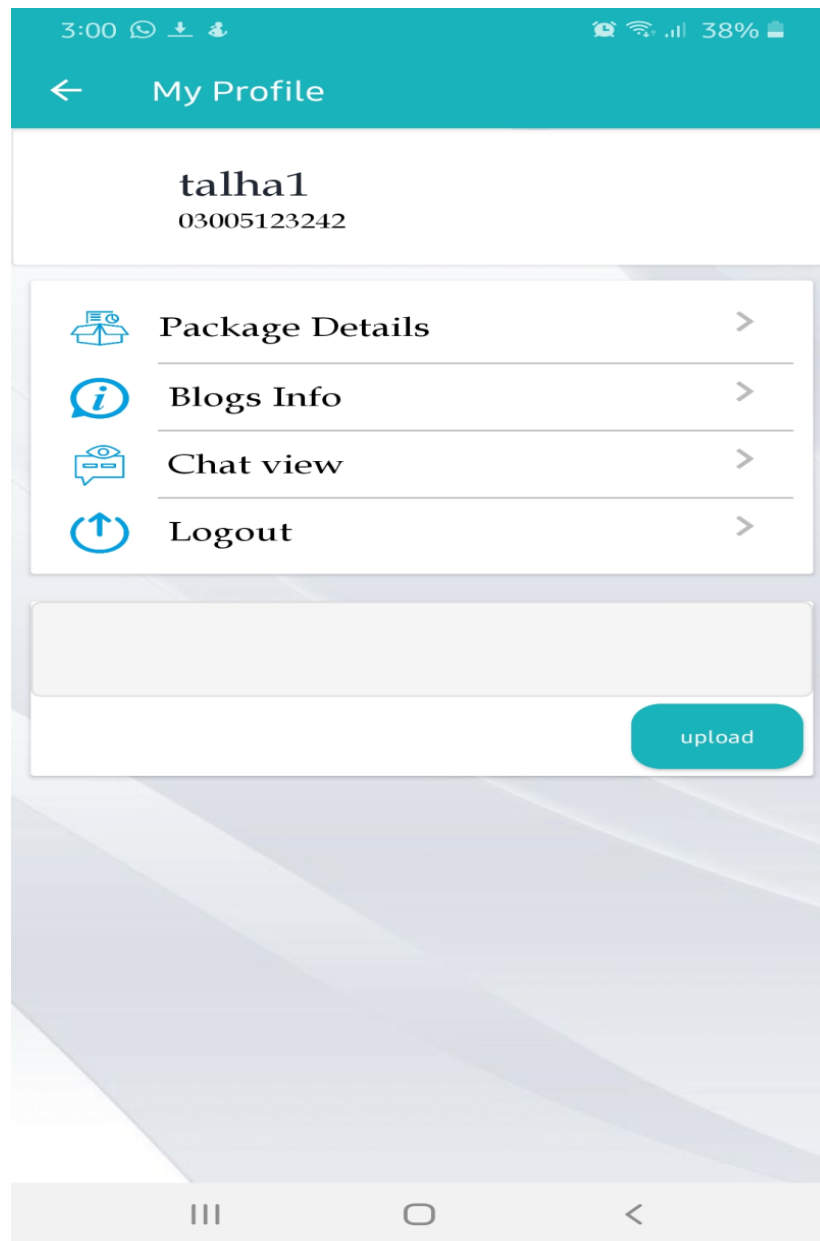 3:00 38%
My Profile
talha1
03005123242
Package Details
Blogs Info
Chat view
Logout
upload